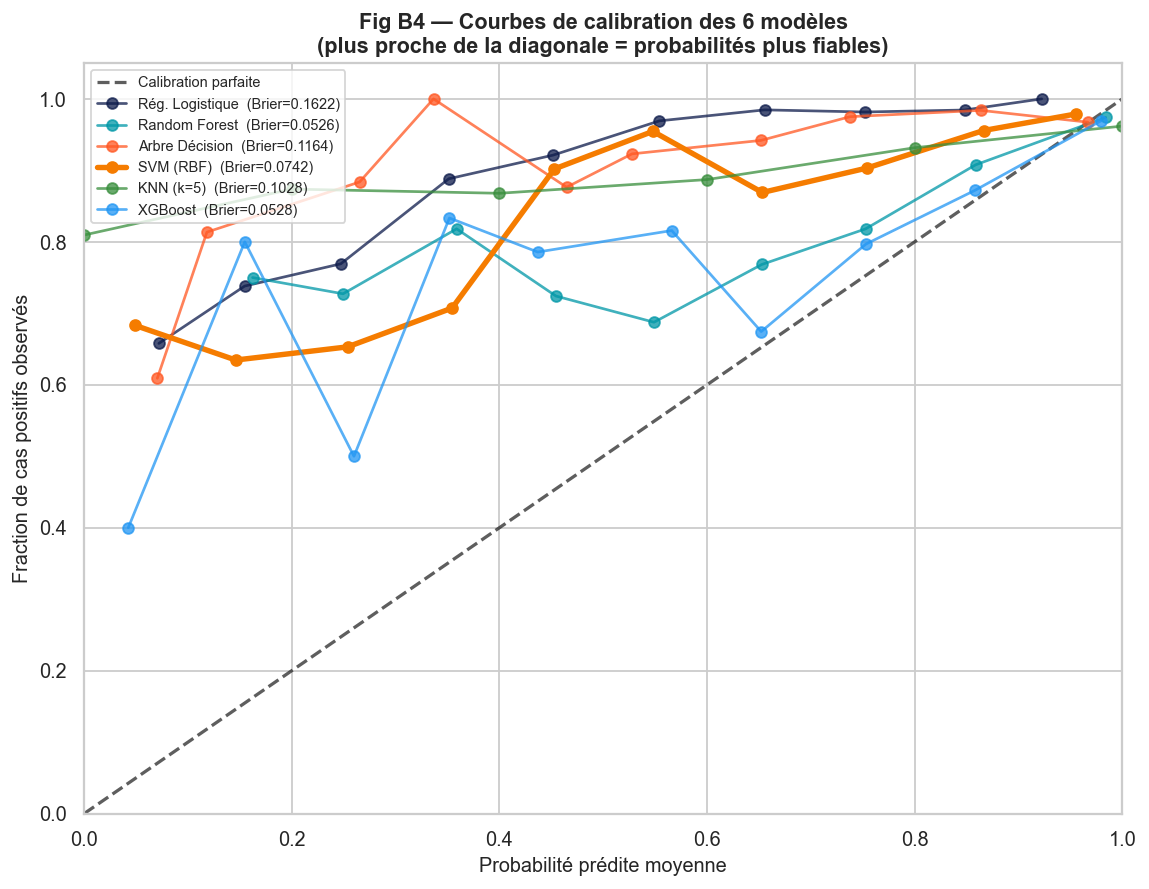 Fig B4 — Courbes de calibration des 6 modèles
(plus proche de la diagonale = probabilités plus fiables)
Calibration parfaite
Rég. Logistique (Brier=0.1622)
Random Forest (Brier=0.0526)
Arbre Décision (Brier=0.1164)
SVM (RBF) (Brier=0.0742)
KNN (k=5) (Brier=0.1028)
XGBoost (Brier=0.0528)
Fraction de cas positifs observés
1.0
0.8
0.6
0.4
0.2
0.0
0.0 0.2 0.4 0.6 0.8 1.0
Probabilité prédite moyenne